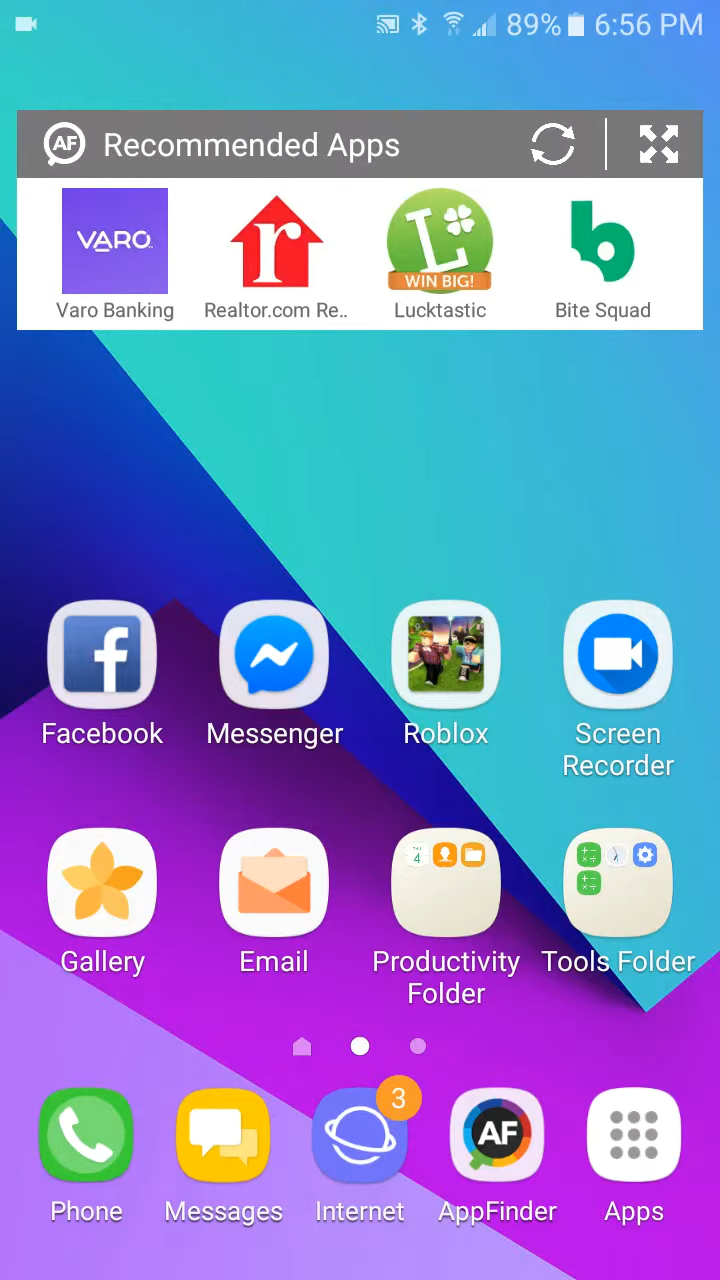 89% 6:56 PM
AF Recommended Apps
VARO
r
L
WIN BIG!
b
Varo Banking Realtor.com Re.. Lucktastic Bite Squad
f
Facebook Messenger Roblox Screen
Recorder
4
Gallery Email Productivity Tools Folder
Folder
3
AF
Phone Messages Internet AppFinder Apps